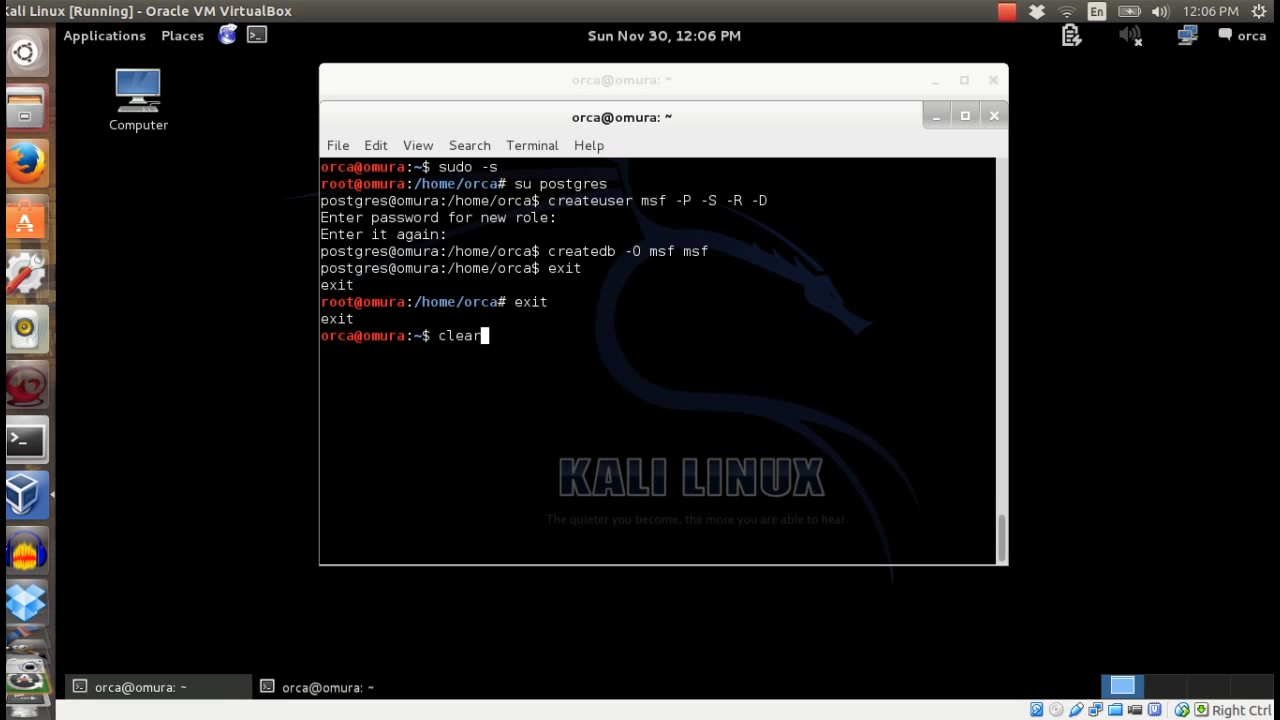 Kali Linux [Running] - Oracle VM VirtualBox
En
12:06 PM
Applications
Places
Sun Nov 30, 12:06 PM
orca
Computer
orca@omura: ~
orca@omura: ~
File Edit View Search Terminal Help
orca@omura:~$ sudo -s
root@omura:/home/orca# su postgres
postgres@omura:/home/orca$ createuser msf -P -S -R -D
Enter password for new role:
Enter it again:
postgres@omura:/home/orca$ createdb -O msf msf
postgres@omura:/home/orca$ exit
exit
root@omura:/home/orca# exit
exit
orca@omura:~$ clear
KALI LINUX
The quieter you become, the more you are able to hear
orca@omura: ~
orca@omura: ~
Right Ctrl